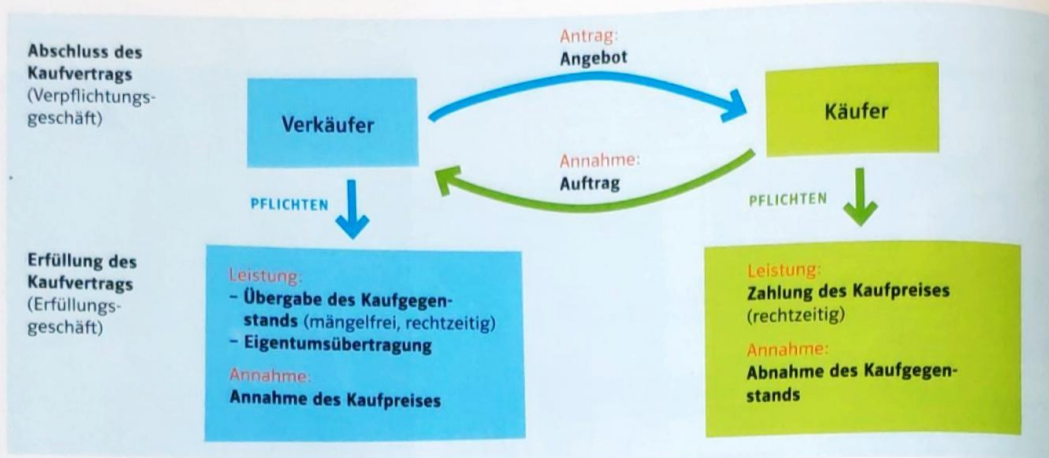 Abschluss des
Kaufvertrags
(Verpflichtungs-
geschäft)
Antrag:
Angebot
Verkäufer
Käufer
Annahme:
Auftrag
PFLICHTEN
PFLICHTEN
Erfüllung des
Kaufvertrags
(Erfüllungs-
geschäft)
Leistung:
– Übergabe des Kaufgegen-
stands (mängelfrei, rechtzeitig)
– Eigentumsübertragung
Annahme:
Annahme des Kaufpreises
Leistung:
Zahlung des Kaufpreises
(rechtzeitig)
Annahme:
Abnahme des Kaufgegen-
stands